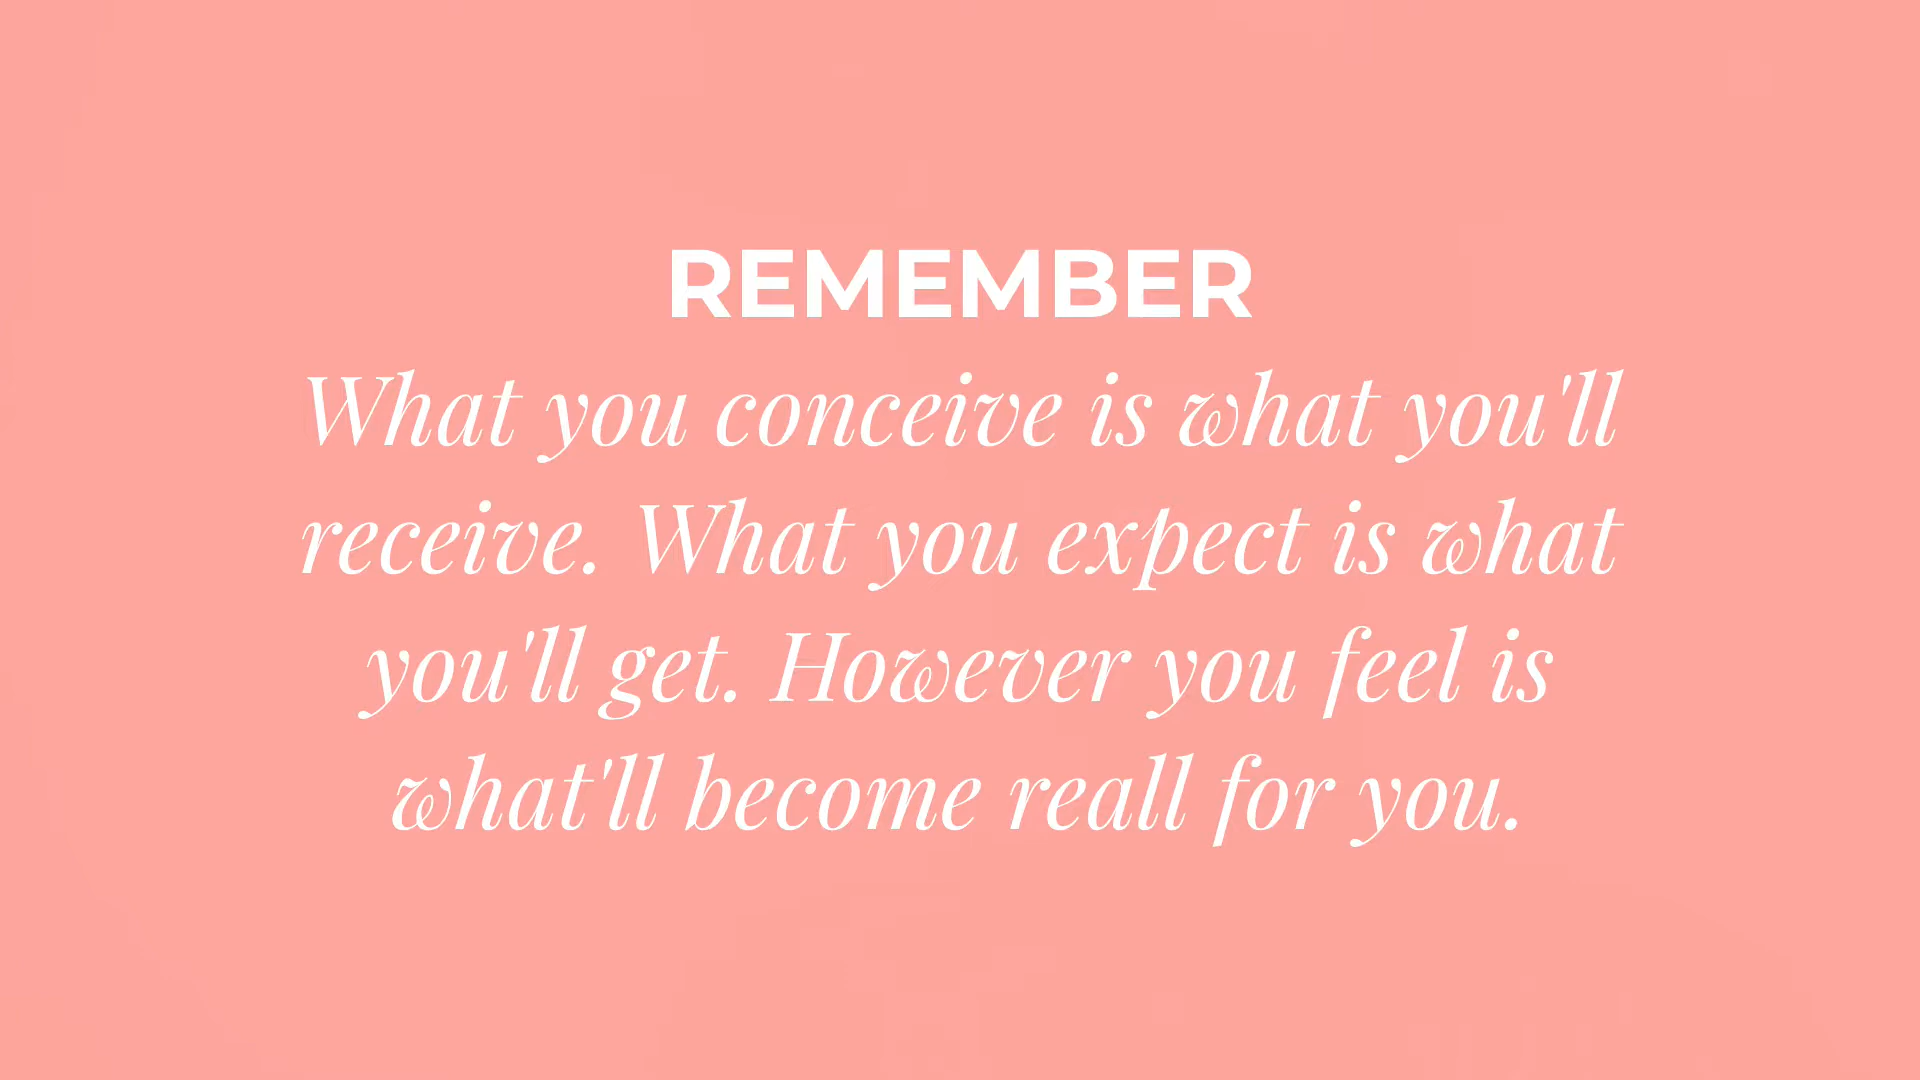 REMEMBER
What you conceive is what you'll
receive. What you expect is what
you'll get. However you feel is
what'll become reall for you.